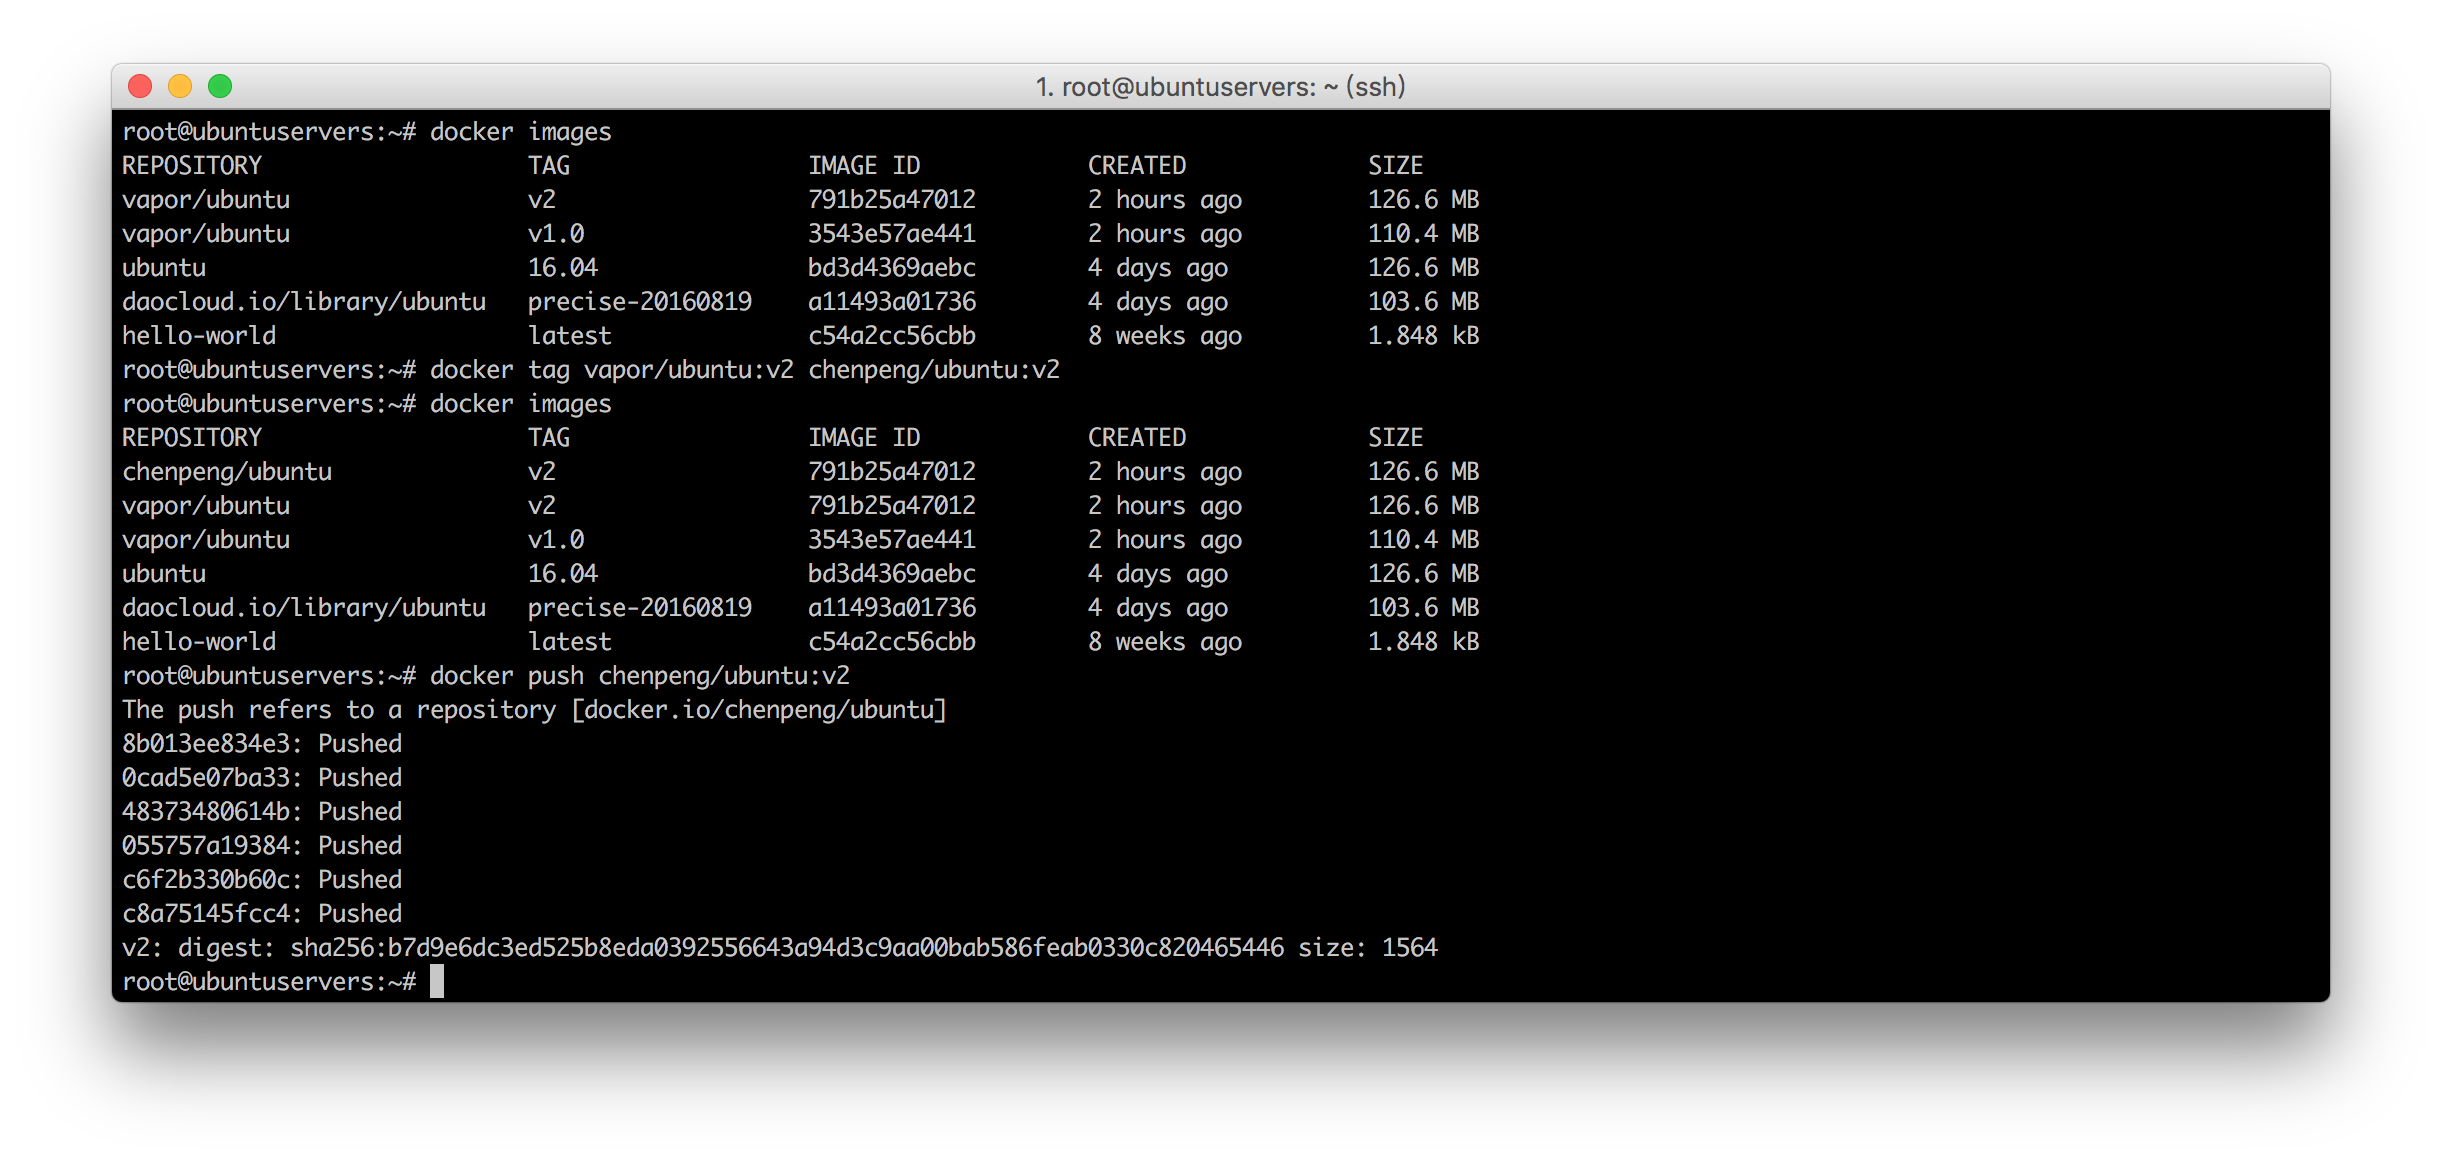 1. root@ubuntuservers: ~ (ssh)
root@ubuntuservers:~# docker images
REPOSITORY TAG IMAGE ID CREATED SIZE
vapor/ubuntu v2 791b25a47012 2 hours ago 126.6 MB
vapor/ubuntu v1.0 3543e57ae441 2 hours ago 110.4 MB
ubuntu 16.04 bd3d4369aebc 4 days ago 126.6 MB
daocloud.io/library/ubuntu precise-20160819 a11493a01736 4 days ago 103.6 MB
hello-world latest c54a2cc56cbb 8 weeks ago 1.848 kB
root@ubuntuservers:~# docker tag vapor/ubuntu:v2 chenpeng/ubuntu:v2
root@ubuntuservers:~# docker images
REPOSITORY TAG IMAGE ID CREATED SIZE
chenpeng/ubuntu v2 791b25a47012 2 hours ago 126.6 MB
vapor/ubuntu v2 791b25a47012 2 hours ago 126.6 MB
vapor/ubuntu v1.0 3543e57ae441 2 hours ago 110.4 MB
ubuntu 16.04 bd3d4369aebc 4 days ago 126.6 MB
daocloud.io/library/ubuntu precise-20160819 a11493a01736 4 days ago 103.6 MB
hello-world latest c54a2cc56cbb 8 weeks ago 1.848 kB
root@ubuntuservers:~# docker push chenpeng/ubuntu:v2
The push refers to a repository [docker.io/chenpeng/ubuntu]
8b013ee834e3: Pushed
0cad5e07ba33: Pushed
48373480614b: Pushed
055757a19384: Pushed
c6f2b330b60c: Pushed
c8a75145fcc4: Pushed
v2: digest: sha256:b7d9e6dc3ed525b8eda0392556643a94d3c9aa00bab586feab0330c820465446 size: 1564
root@ubuntuservers:~#